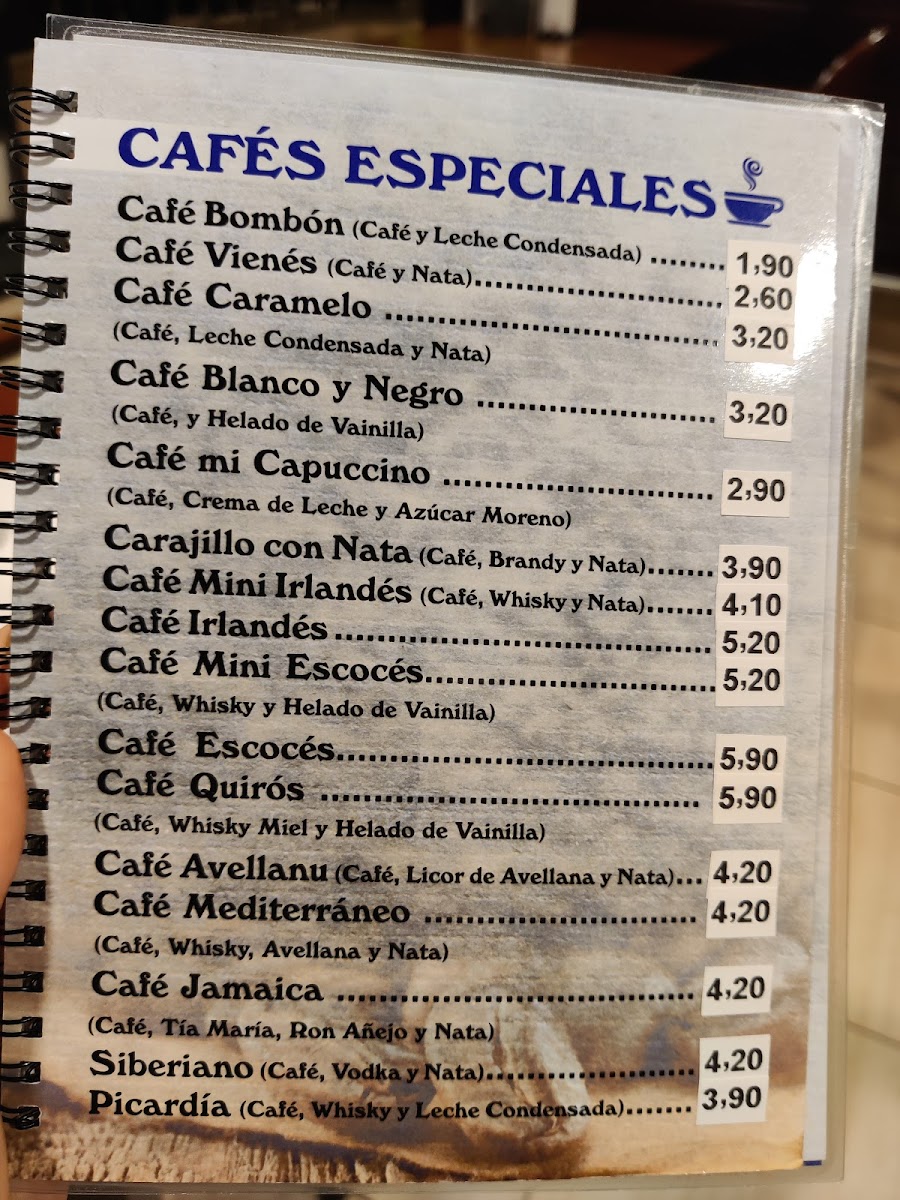 CAFÉS ESPECIALES
Café Bombón (Café y Leche Condensada) ....... 1,90
Café Vienés (Café y Nata)........................ 2,60
Café Caramelo ................................ 3,20
(Café, Leche Condensada y Nata)
Café Blanco y Negro ....................... 3,20
(Café, y Helado de Vainilla)
Café mi Capuccino .......................... 2,90
(Café, Crema de Leche y Azúcar Moreno)
Carajillo con Nata (Café, Brandy y Nata)....... 3,90
Café Mini Irlandés (Café, Whisky y Nata)....... 4,10
Café Irlandés ..................................... 5,20
Café Mini Escocés............................ 5,20
(Café, Whisky y Helado de Vainilla)
Café Escocés..................................... 5,90
Café Quirós ..................................... 5,90
(Café, Whisky Miel y Helado de Vainilla)
Café Avellanu (Café, Licor de Avellana y Nata)... 4,20
Café Mediterráneo .......................... 4,20
(Café, Whisky, Avellana y Nata)
Café Jamaica .................................. 4,20
(Café, Tía María, Ron Añejo y Nata)
Siberiano (Café, Vodka y Nata)..................... 4,20
Picardía (Café, Whisky y Leche Condensada)....... 3,90